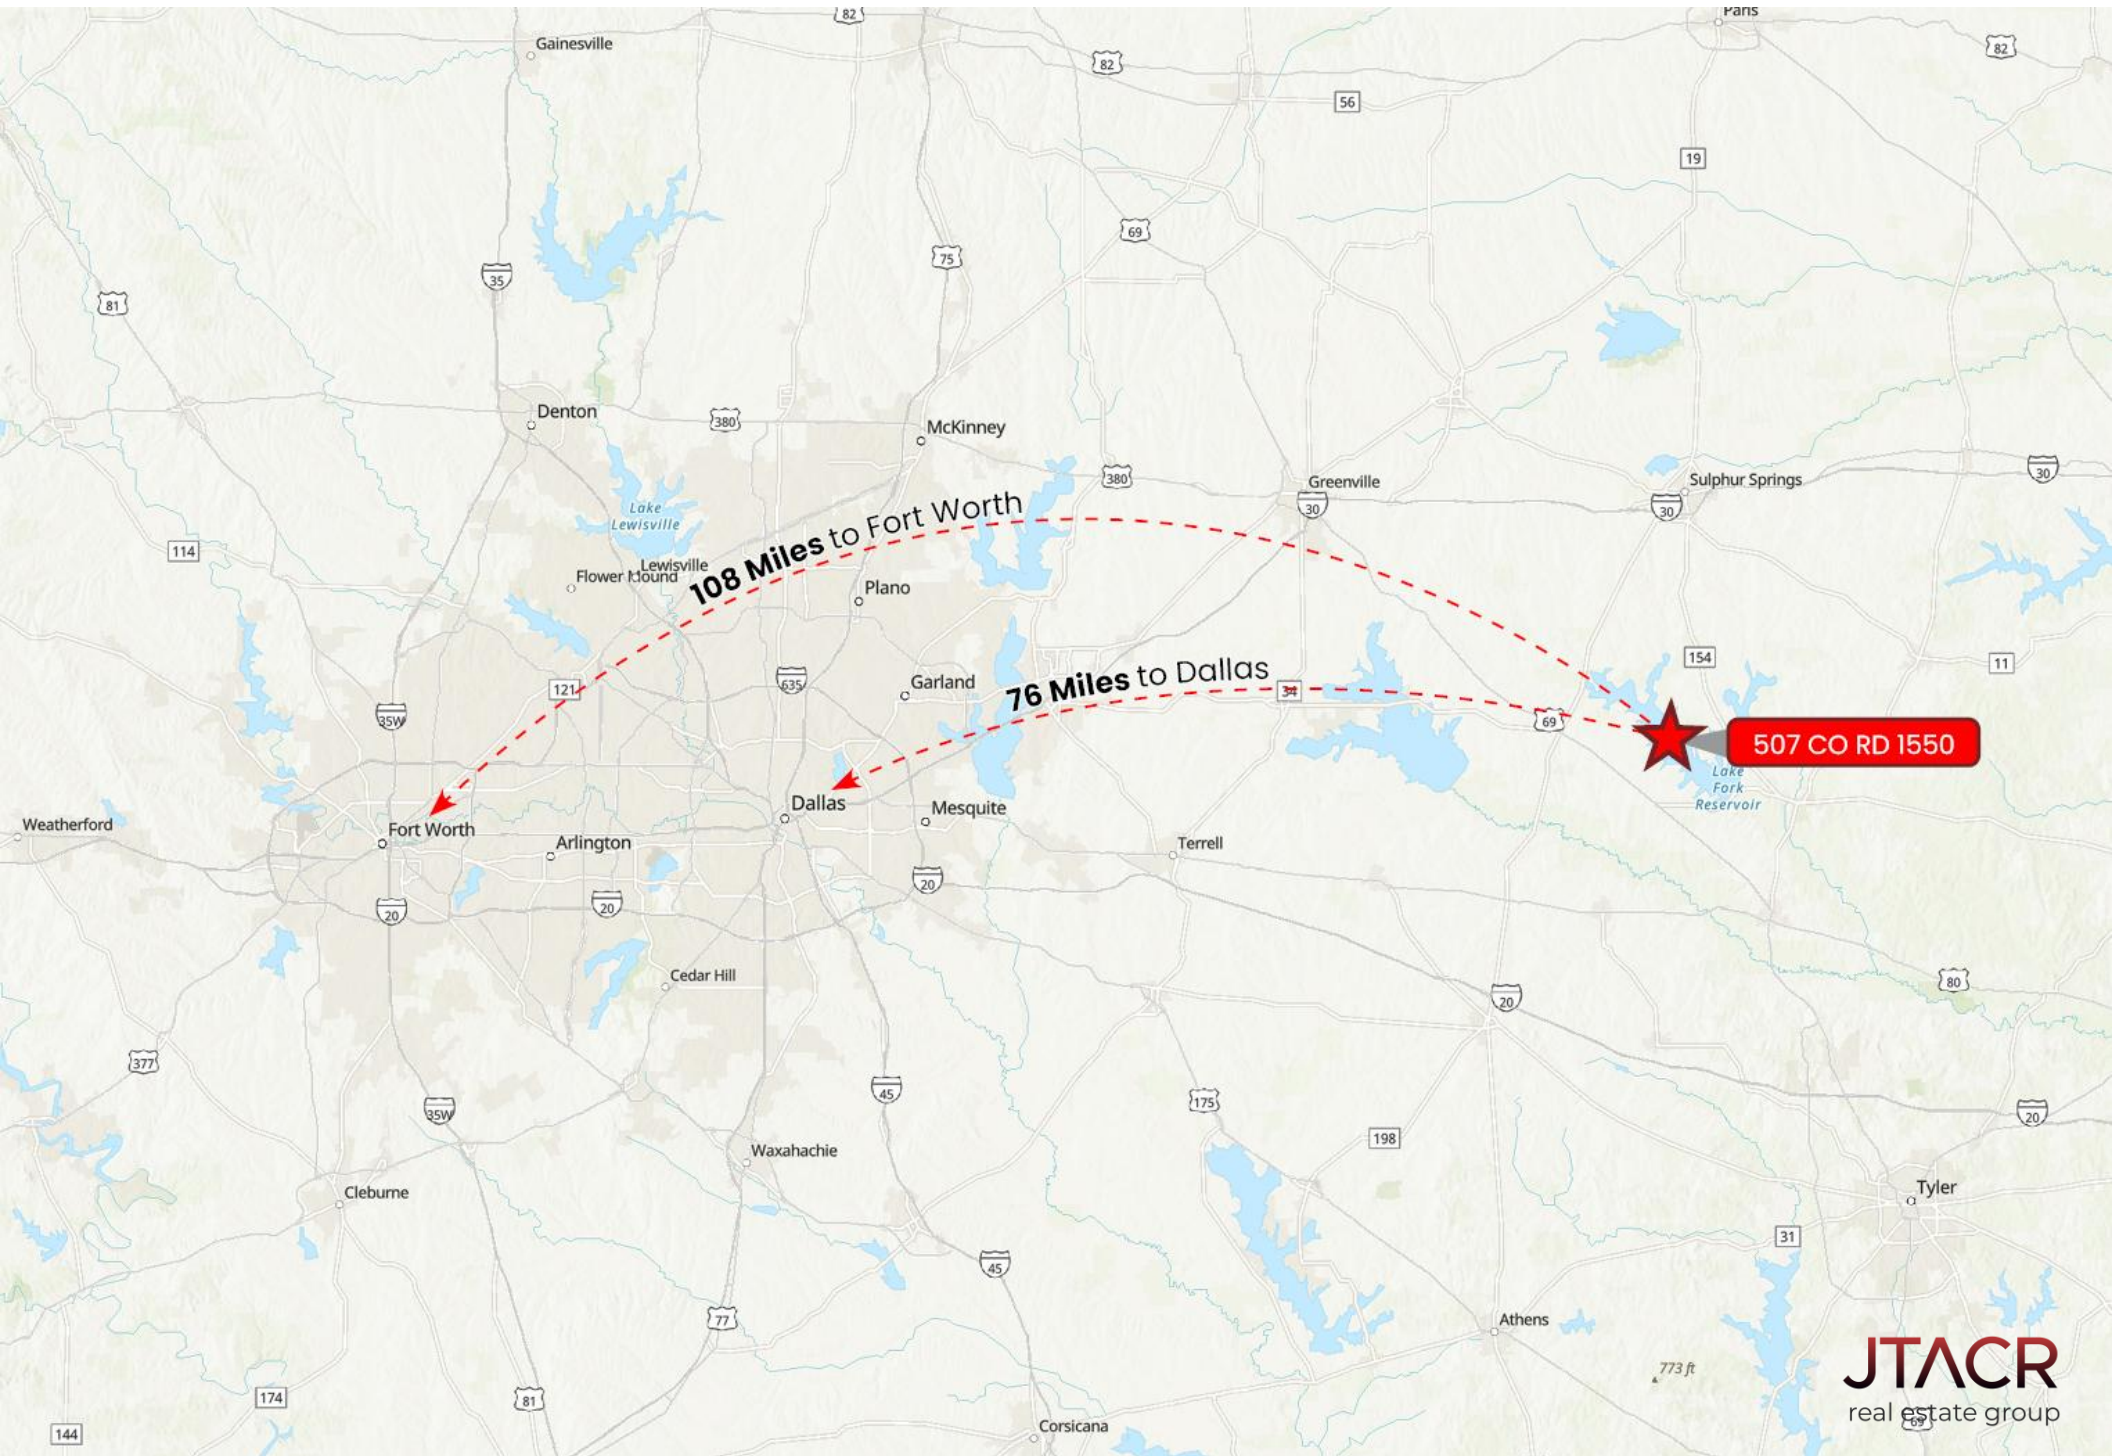 82
Paris
Gainesville
82
82
56
19
69
75
35
81
Denton
380
McKinney
380
Greenville
30
Sulphur Springs
30
30
108 Miles to Fort Worth
Lake
Lewisville
114
Lewisville
Flower Mound
Plano
154
11
76 Miles to Dallas
Garland
635
121
34
35W
69
507 CO RD 1550
Lake
Fork
Reservoir
Dallas
Mesquite
Weatherford
Fort Worth
Arlington
Terrell
20
20
20
Cedar Hill
80
20
377
45
175
35W
20
198
Waxahachie
Cleburne
Tyler
31
45
77
Athens
773 ft
JTACR
real estate group
69
174
81
Corsicana
144